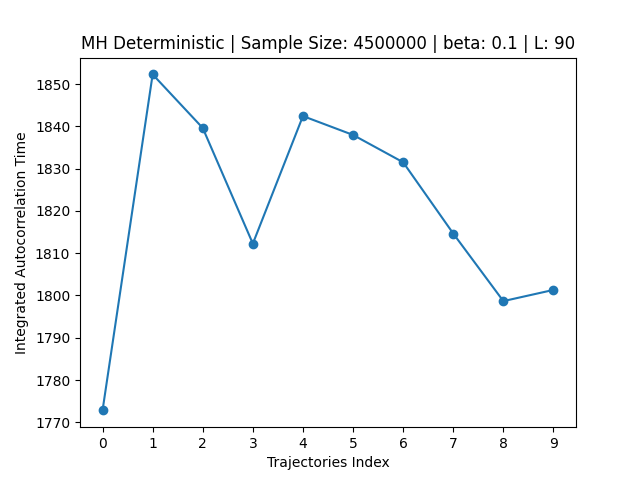 MH Deterministic | Sample Size: 4500000 | beta: 0.1 | L: 90
Integrated Autocorrelation Time
1850
1840
1830
1820
1810
1800
1790
1780
1770
0 1 2 3 4 5 6 7 8 9
Trajectories Index